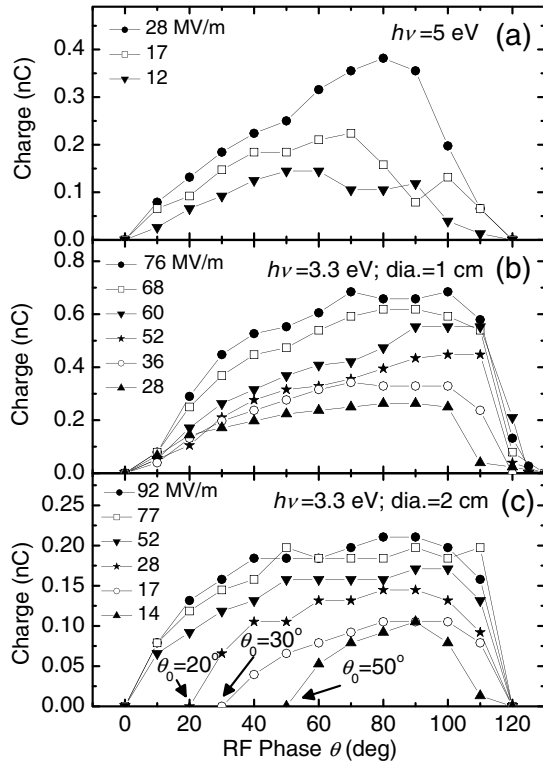 28 MV/m
17
12
hν=5 eV (a)
Charge (nC)
0.4
0.3
0.2
0.1
0.0
76 MV/m
68
60
52
36
28
hν=3.3 eV; dia.=1 cm (b)
Charge (nC)
0.8
0.6
0.4
0.2
0.0
92 MV/m
77
52
28
17
14
hν=3.3 eV; dia.=2 cm (c)
Charge (nC)
0.25
0.20
0.15
0.10
0.05
0.00
θ₀=20°
θ₀=30°
θ₀=50°
0 20 40 60 80 100 120
RF Phase θ (deg)